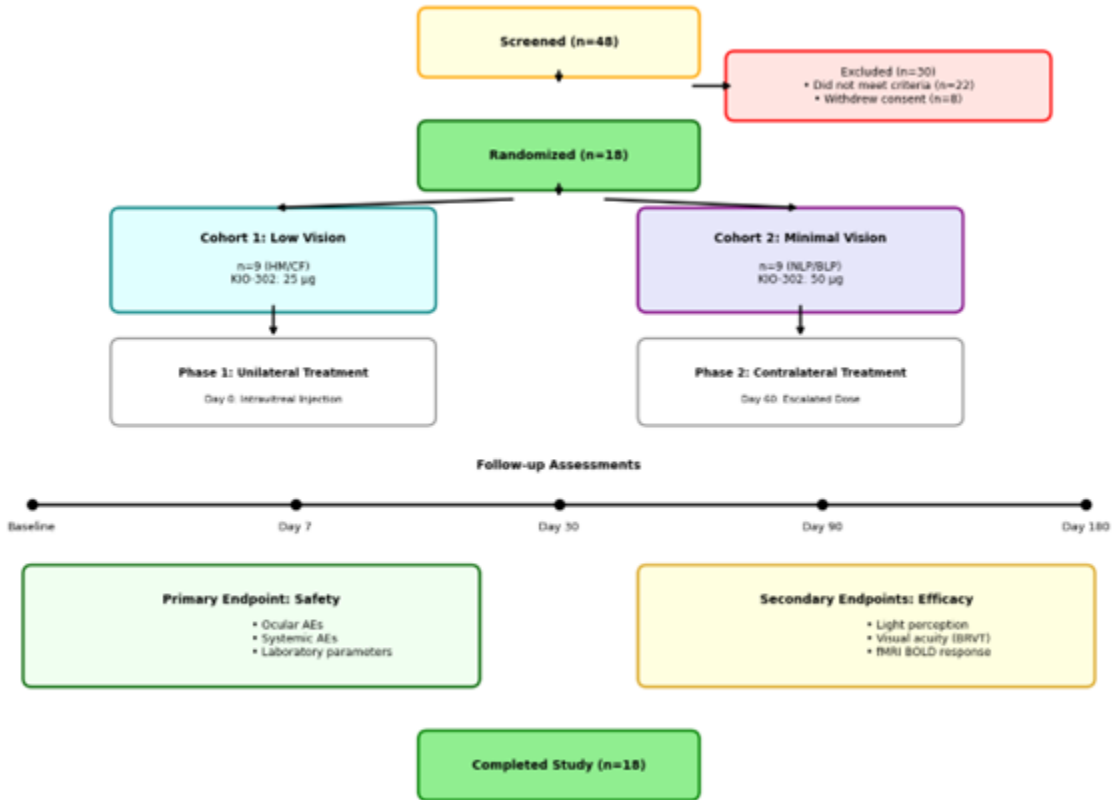 Screened (n=48)
Excluded (n=30)
• Did not meet criteria (n=22)
• Withdrew consent (n=8)
Randomized (n=18)
Cohort 1: Low Vision
n=9 (HM/CF)
KIO-302: 25 μg
Cohort 2: Minimal Vision
n=9 (NLP/BLP)
KIO-302: 50 μg
Phase 1: Unilateral Treatment
Day 0: Intravitreal Injection
Phase 2: Contralateral Treatment
Day 60: Escalated Dose
Follow-up Assessments
Baseline
Day 7
Day 30
Day 90
Day 180
Primary Endpoint: Safety
• Ocular AEs
• Systemic AEs
• Laboratory parameters
Secondary Endpoints: Efficacy
• Light perception
• Visual acuity (BRVT)
• fMRI BOLD response
Completed Study (n=18)